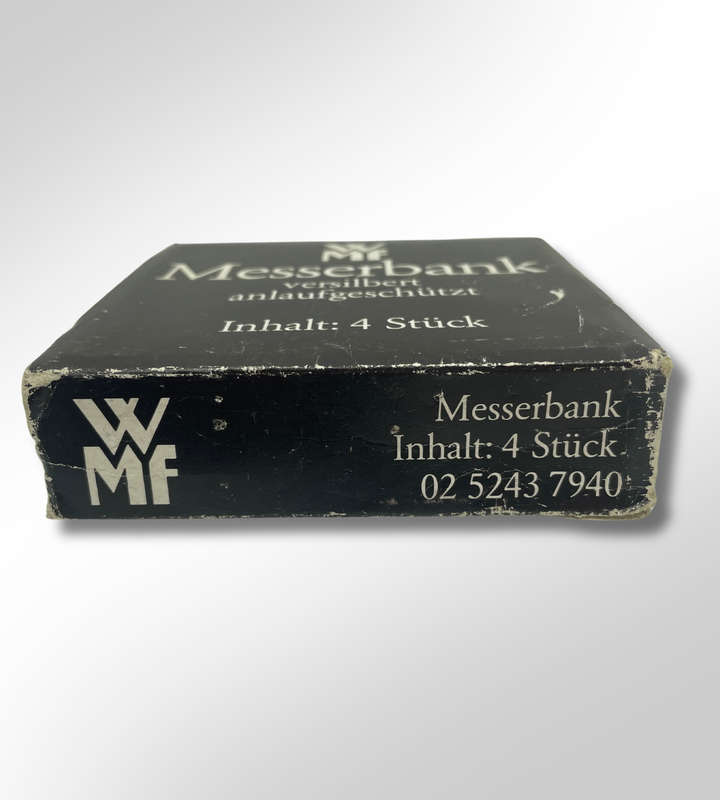 WMF
Messerbank
versilbert
anlaufgeschützt
Inhalt: 4 Stück
WMF
Messerbank
Inhalt: 4 Stück
02 5243 7940